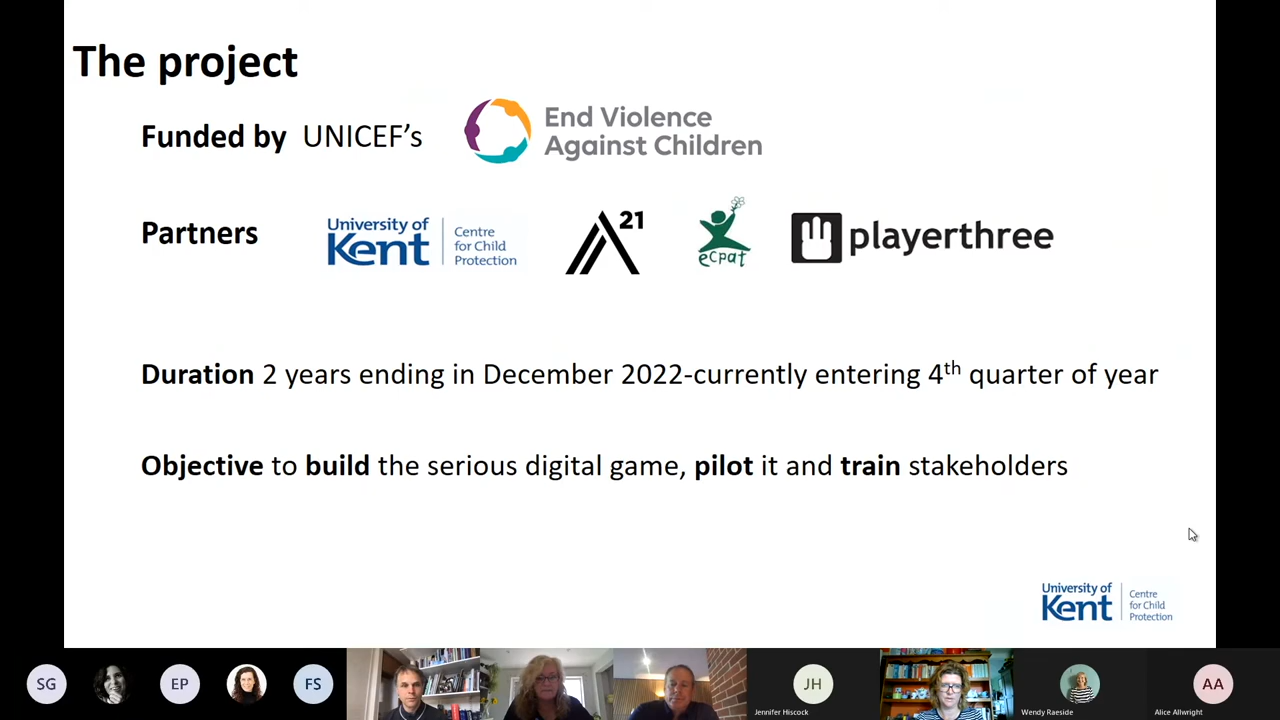 The project
Funded by UNICEF’s
End Violence
Against Children
Partners
University of
Kent
Centre
for Child
Protection
21
ecpat
playerthree
Duration 2 years ending in December 2022-currently entering 4th quarter of year
Objective to build the serious digital game, pilot it and train stakeholders
University of
Kent
Centre
for Child
Protection
SG
EP
FS
JH
AA
Jennifer Hiscock
Wendy Raeside
Alice Allwright